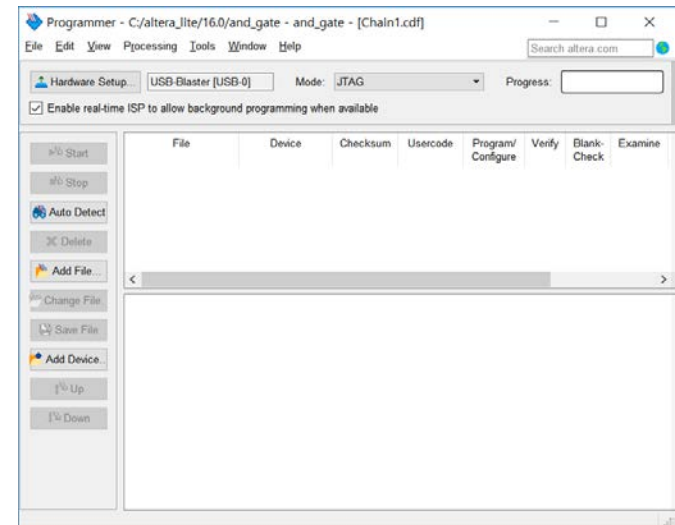 Programmer - C:/altera_lite/16.0/and_gate - and_gate - [Chain1.cdf]
File Edit View Processing Tools Window Help
Search altera.com
Hardware Setup... USB-Blaster [USB-0] Mode: JTAG Progress:
Enable real-time ISP to allow background programming when available
File Device Checksum Usercode Program/ Verify Blank- Examine
Configure Check
Start
Stop
Auto Detect
Delete
Add File...
Change File.
Save File
Add Device..
Up
Down